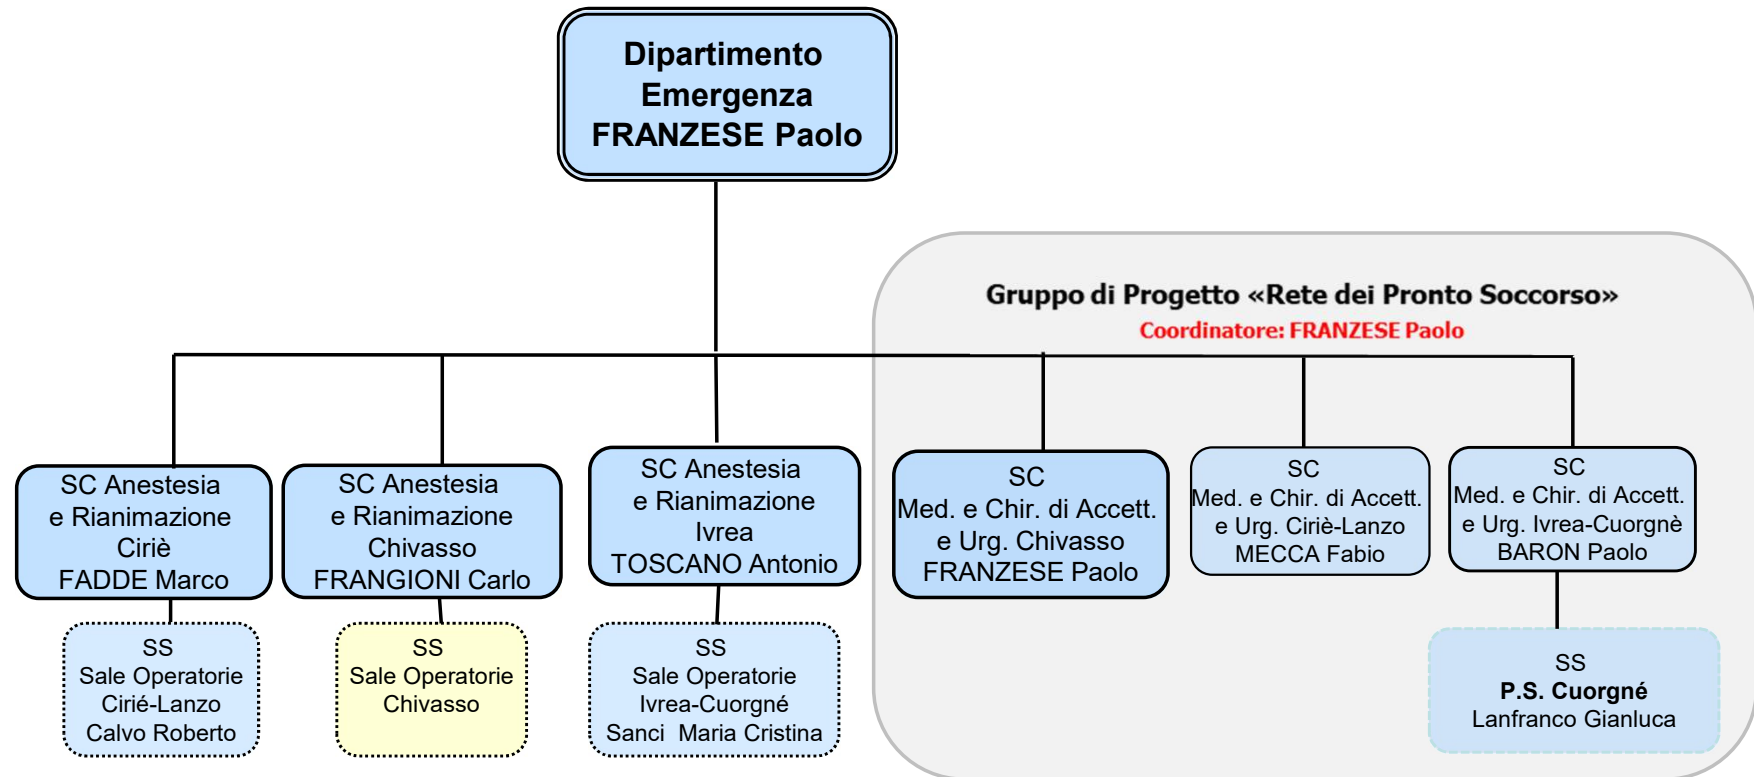 Dipartimento
Emergenza
FRANZESE Paolo
Gruppo di Progetto «Rete dei Pronto Soccorso»
Coordinatore: FRANZESE Paolo
SC Anestesia
e Rianimazione
Ciriè
FADDE Marco
SC Anestesia
e Rianimazione
Chivasso
FRANGIONI Carlo
SC Anestesia
e Rianimazione
Ivrea
TOSCANO Antonio
SC
Med. e Chir. di Accett.
e Urg. Chivasso
FRANZESE Paolo
SC
Med. e Chir. di Accett.
e Urg. Ciriè-Lanzo
MECCA Fabio
SC
Med. e Chir. di Accett.
e Urg. Ivrea-Cuorgnè
BARON Paolo
SS
Sale Operatorie
Cirié-Lanzo
Calvo Roberto
SS
Sale Operatorie
Chivasso
SS
Sale Operatorie
Ivrea-Cuorgné
Sanci Maria Cristina
SS
P.S. Cuorgné
Lanfranco Gianluca